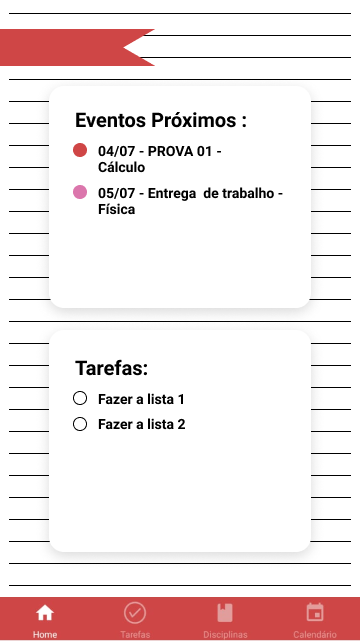 Eventos Próximos :
04/07 - PROVA 01 -
Cálculo
05/07 - Entrega  de trabalho -
Física
Tarefas:
Fazer a lista 1
Fazer a lista 2
Home
Tarefas
Disciplinas
Calendário